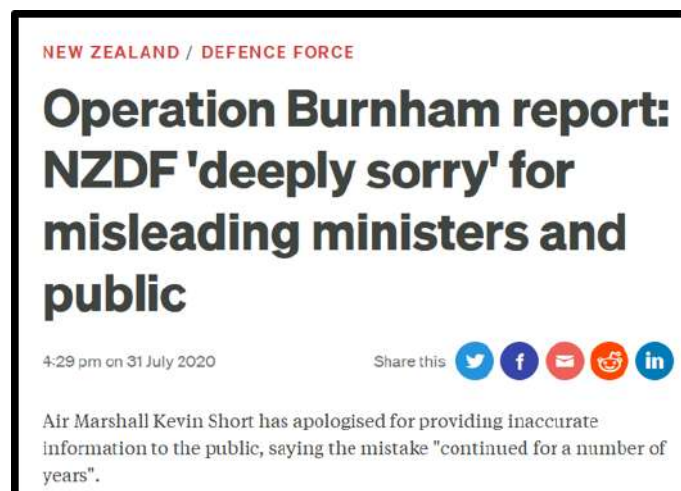 NEW ZEALAND / DEFENCE FORCE
Operation Burnham report:
NZDF 'deeply sorry' for
misleading ministers and
public
4:29 pm on 31 July 2020 Share this
Air Marshall Kevin Short has apologised for providing inaccurate
information to the public, saying the mistake "continued for a number of
years".